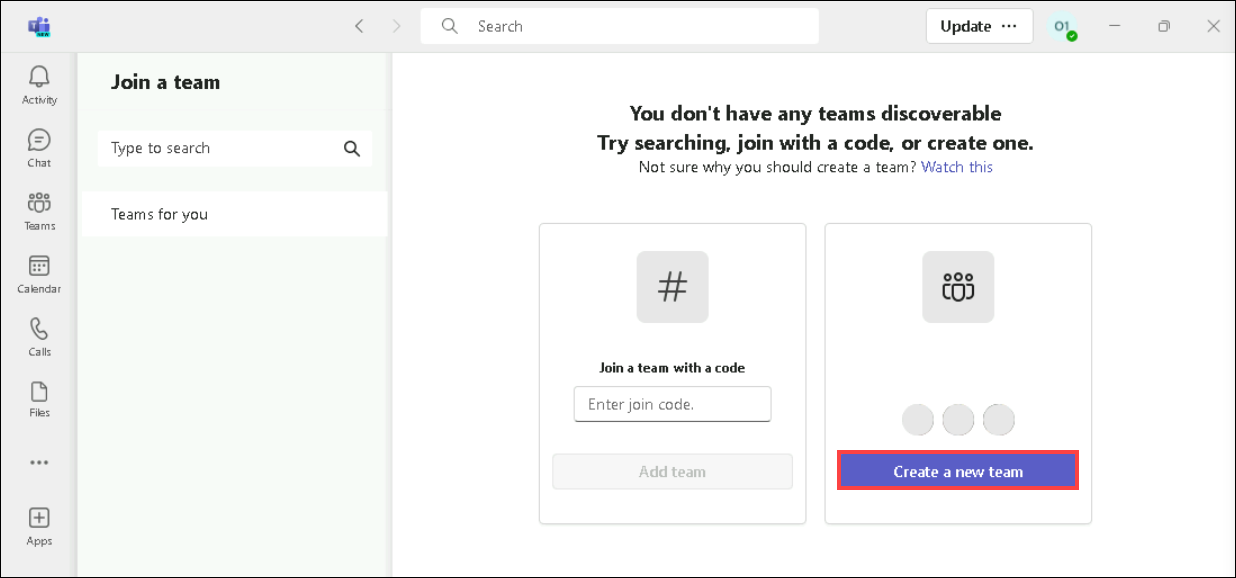 NEW
Search
Update ···
O1
Activity
Chat
Teams
Calendar
Calls
Files
Apps
Join a team
Type to search
Teams for you
You don't have any teams discoverable
Try searching, join with a code, or create one.
Not sure why you should create a team? Watch this
#
Join a team with a code
Enter join code.
Add team
Create a new team